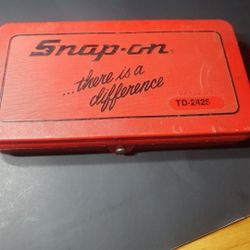 Snap-on
...there is a
difference
TD-2425